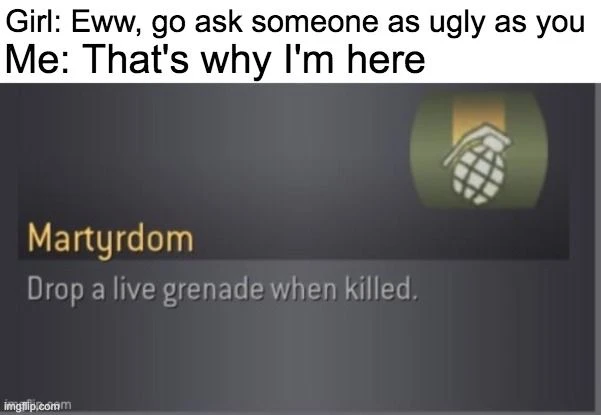 Girl: Eww, go ask someone as ugly as you
Me: That's why I'm here
Martyrdom
Drop a live grenade when killed.
imgflip.com